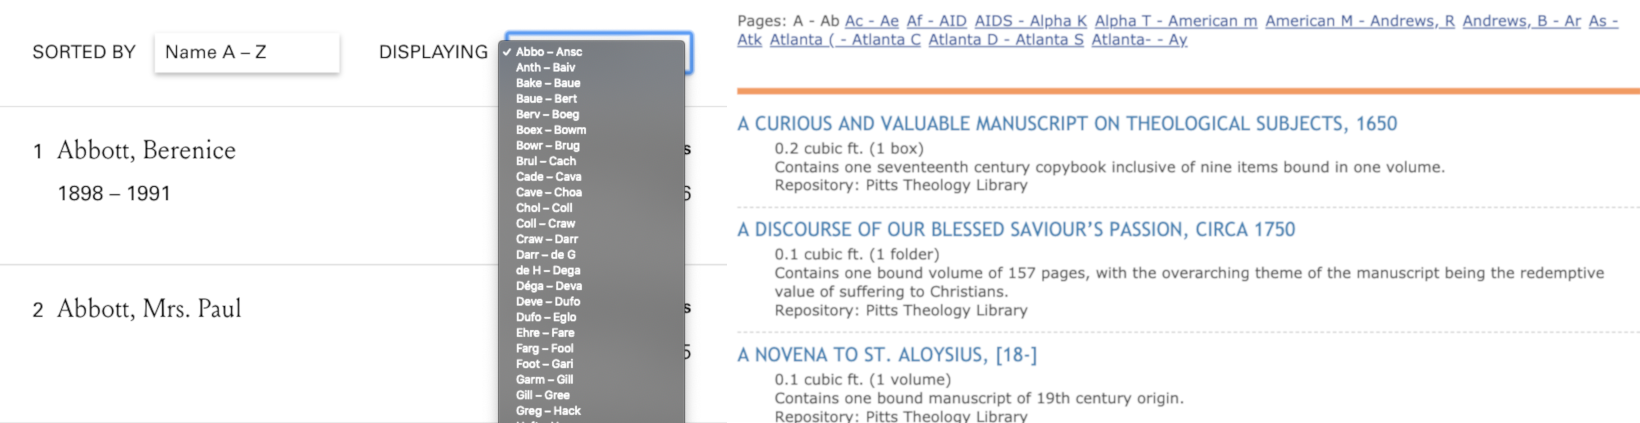 SORTED BY
Name A – Z
DISPLAYING
✓ Abbo – Ansc
Anth – Baiv
Bake – Baue
Baue – Bert
Berv – Boeg
Boex – Bowm
Bowr – Brug
Brul – Cach
Cade – Cava
Cave – Choa
Chol – Coll
Coll – Craw
Craw – Darr
Darr – de G
de H – Dega
Déga – Deva
Deve – Dufo
Dufo – Eglo
Ehre – Fare
Farg – Fool
Foot – Gari
Garm – Gill
Gill – Gree
Greg – Hack
1 Abbott, Berenice
1898 – 1991
s
6
2 Abbott, Mrs. Paul
s
5
Pages: A - Ab Ac - Ae Af - AID AIDS - Alpha K Alpha T - American m American M - Andrews, R Andrews, B - Ar As -
Atk Atlanta ( - Atlanta C Atlanta D - Atlanta S Atlanta- - Ay
A CURIOUS AND VALUABLE MANUSCRIPT ON THEOLOGICAL SUBJECTS, 1650
0.2 cubic ft. (1 box)
Contains one seventeenth century copybook inclusive of nine items bound in one volume.
Repository: Pitts Theology Library
A DISCOURSE OF OUR BLESSED SAVIOUR’S PASSION, CIRCA 1750
0.1 cubic ft. (1 folder)
Contains one bound volume of 157 pages, with the overarching theme of the manuscript being the redemptive
value of suffering to Christians.
Repository: Pitts Theology Library
A NOVENA TO ST. ALOYSIUS, [18-]
0.1 cubic ft. (1 volume)
Contains one bound manuscript of 19th century origin.
Repository: Pitts Theology Library